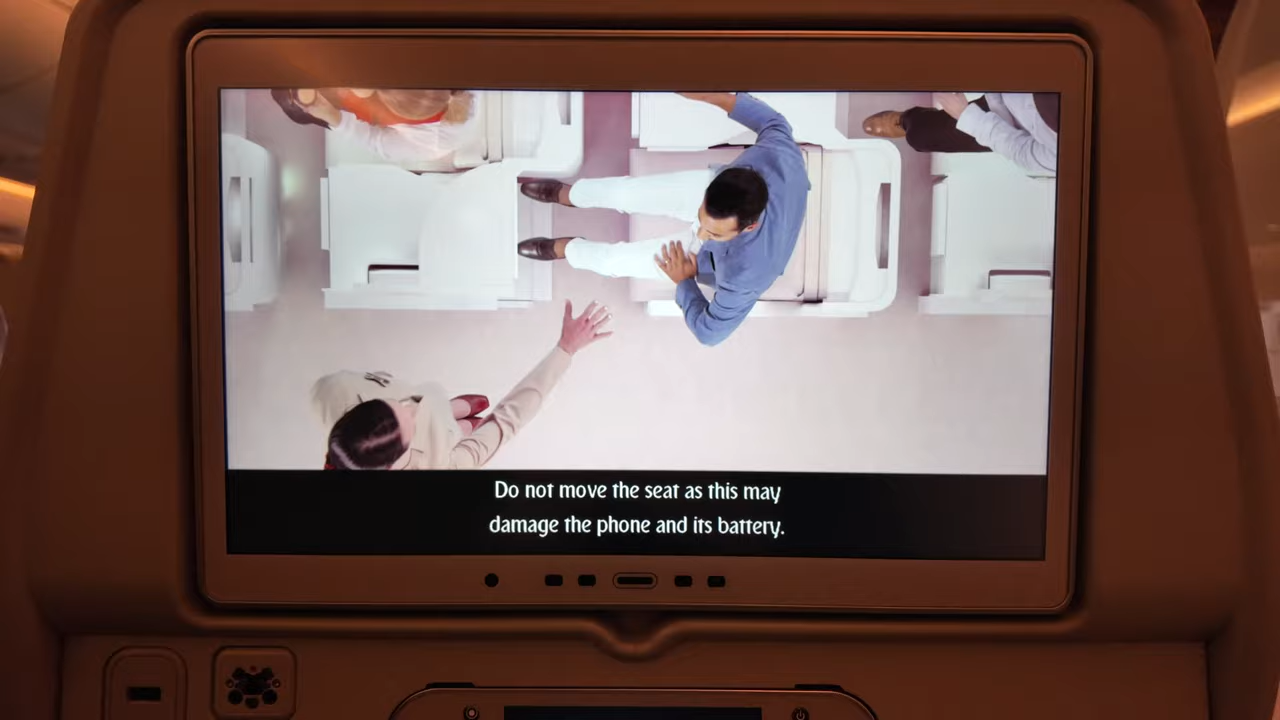 Do not move the seat as this may
damage the phone and its battery.